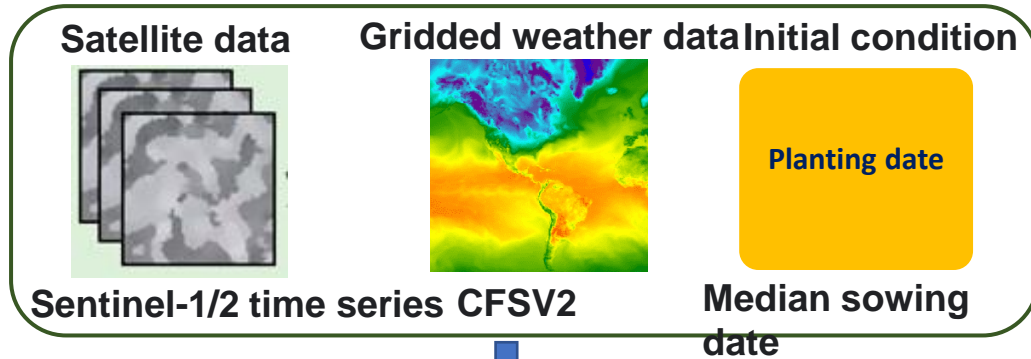 Satellite data
Gridded weather data
Initial condition
Planting date
Sentinel-1/2 time series
CFSV2
Median sowing
date